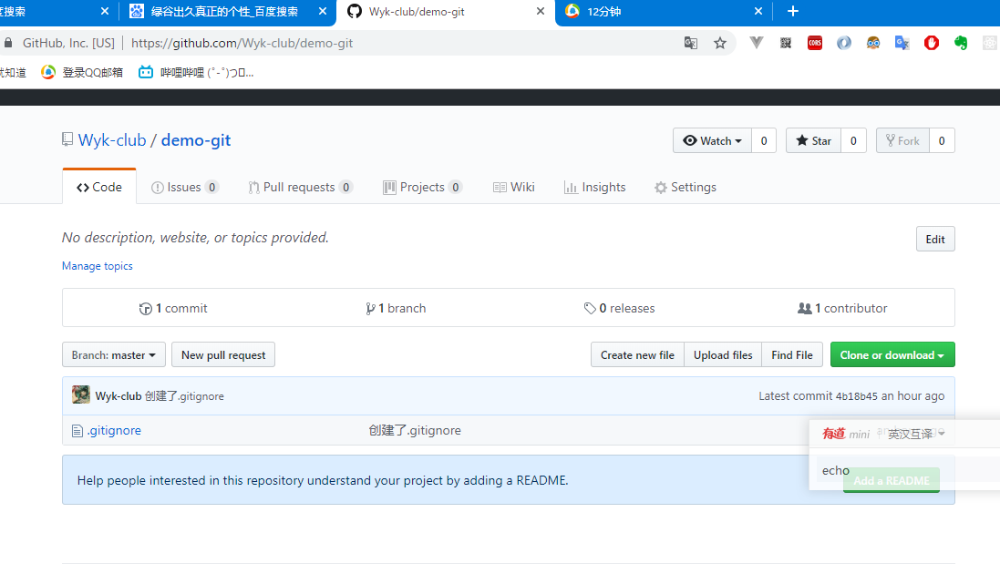 度搜索
绿谷出久真正的个性_百度搜索
Wyk-club/demo-git
12分钟
GitHub, Inc. [US] https://github.com/Wyk-club/demo-git
就知道 登录QQ邮箱 哔哩哔哩 (゜-゜)つロ...
Wyk-club / demo-git
Watch 0 Star 0 Fork 0
Code Issues 0 Pull requests 0 Projects 0 Wiki Insights Settings
No description, website, or topics provided. Edit
Manage topics
1 commit 1 branch 0 releases 1 contributor
Branch: master New pull request Create new file Upload files Find File Clone or download
Wyk-club 创建了.gitignore Latest commit 4b18b45 an hour ago
.gitignore 创建了.gitignore
有道 mini 英汉互译
echo
Help people interested in this repository understand your project by adding a README. Add a README